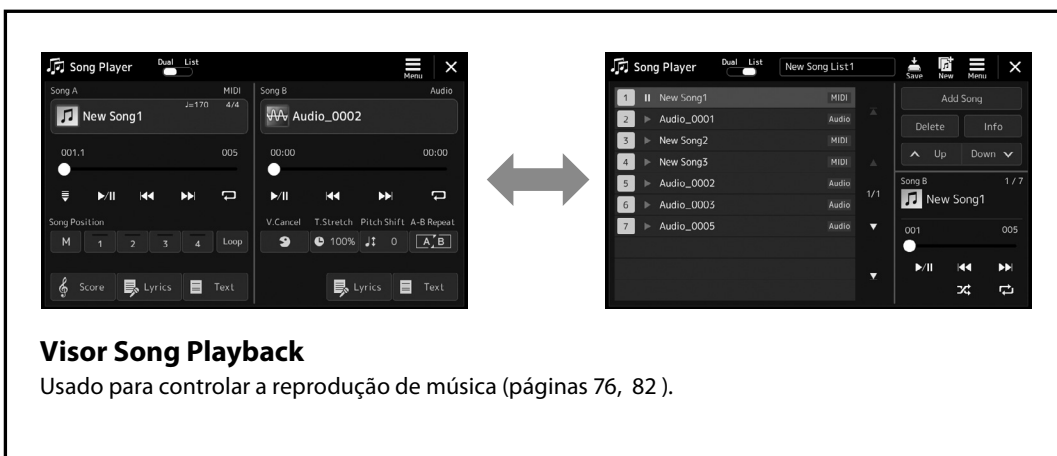 Song Player
Dual List
Menu
Song A MIDI
♩=170 4/4
New Song1
001.1 005
Song Position
M 1 2 3 4 Loop
Score Lyrics Text
Song B Audio
Audio_0002
00:00 00:00
V.Cancel T.Stretch Pitch Shift A-B Repeat
100% 0 A B
Lyrics Text
Song Player
Dual List
New Song List1
Save New Menu
1 New Song1 MIDI
2 Audio_0001 Audio
3 New Song2 MIDI
4 New Song3 MIDI
5 Audio_0002 Audio
6 Audio_0003 Audio
7 Audio_0005 Audio
1/1
Add Song
Delete Info
Up Down
Song B 1 / 7
New Song1
001 005
Visor Song Playback
Usado para controlar a reprodução de música (páginas 76, 82 ).